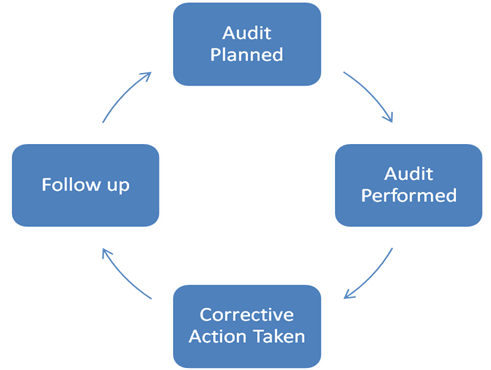 Audit
Planned
Audit
Performed
Corrective
Action Taken
Follow up